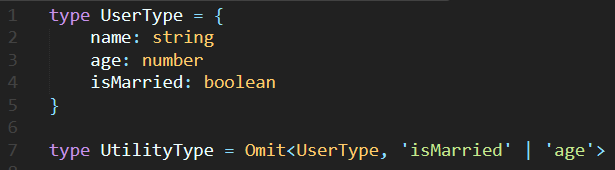 1 type UserType = {
2     name: string
3     age: number
4     isMarried: boolean
5 }
6
7 type UtilityType = Omit<UserType, 'isMarried' | 'age'>